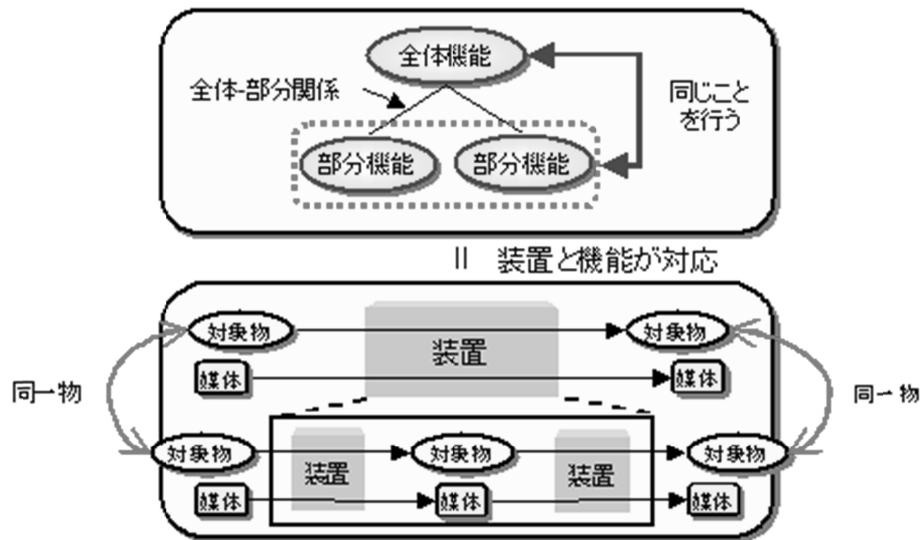 全体機能
全体-部分関係
同じこと
を行う
部分機能
部分機能
॥ 装置と機能が対応
対象物
対象物
装置
媒体
媒体
同一物
同一物
対象物
対象物
対象物
装置
装置
媒体
媒体
媒体